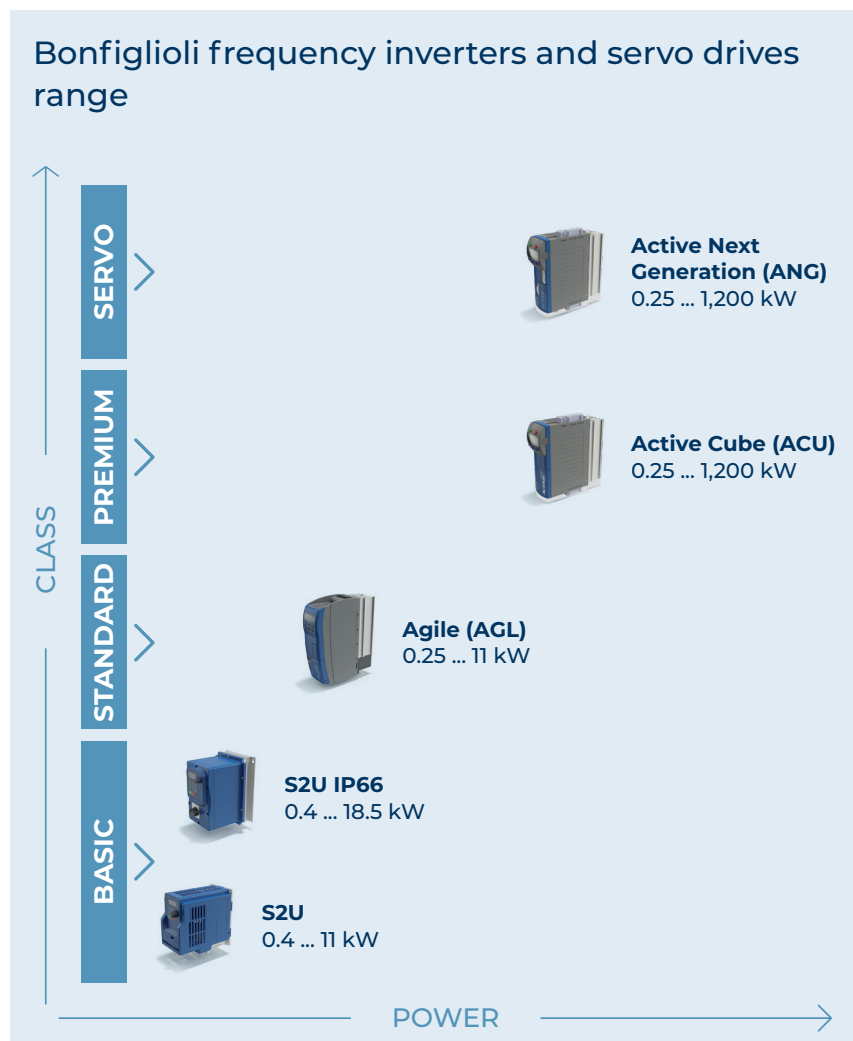 Bonfiglioli frequency inverters and servo drives
range
SERVO
Active Next
Generation (ANG)
0.25 ... 1,200 kW
PREMIUM
Active Cube (ACU)
0.25 ... 1,200 kW
CLASS
STANDARD
Agile (AGL)
0.25 ... 11 kW
BASIC
S2U IP66
0.4 ... 18.5 kW
S2U
0.4 ... 11 kW
POWER